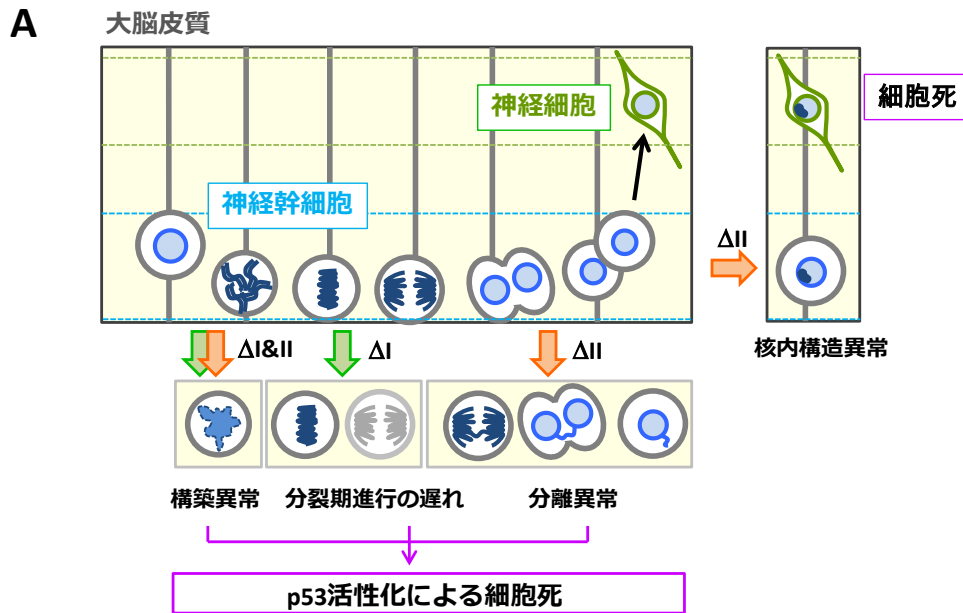 A
大脳皮質
神経細胞
細胞死
神経幹細胞
ΔII
核内構造異常
ΔI&II
ΔI
ΔII
構築異常
分裂期進行の遅れ
分離異常
p53活性化による細胞死